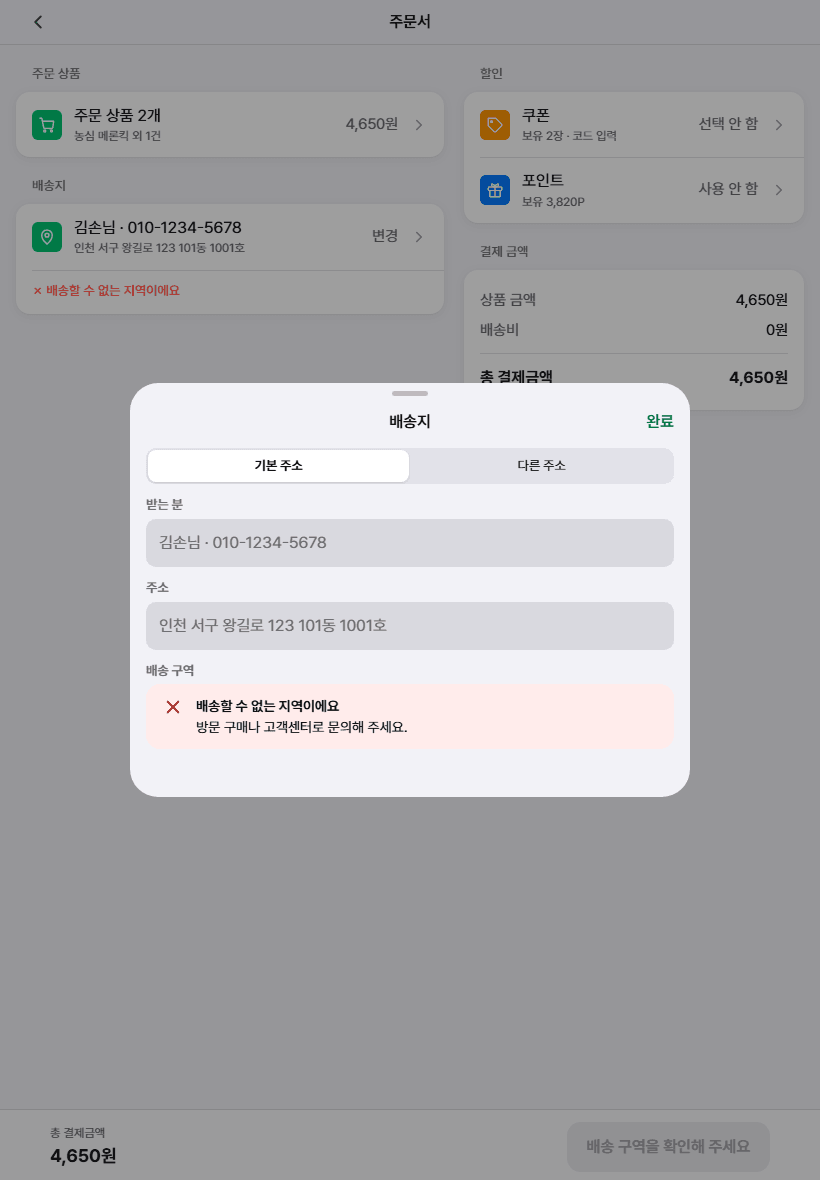 주문서
주문 상품
주문 상품 2개
농심 메론킥 외 1건
4,650원
배송지
김손님 · 010-1234-5678
인천 서구 왕길로 123 101동 1001호
변경
× 배송할 수 없는 지역이에요
할인
쿠폰
보유 2장 · 코드 입력
선택 안 함
포인트
보유 3,820P
사용 안 함
결제 금액
상품 금액
4,650원
배송비
0원
총 결제금액
4,650원
배송지
완료
기본 주소
다른 주소
받는 분
김손님 · 010-1234-5678
주소
인천 서구 왕길로 123 101동 1001호
배송 구역
배송할 수 없는 지역이에요
방문 구매나 고객센터로 문의해 주세요.
총 결제금액
4,650원
배송 구역을 확인해 주세요